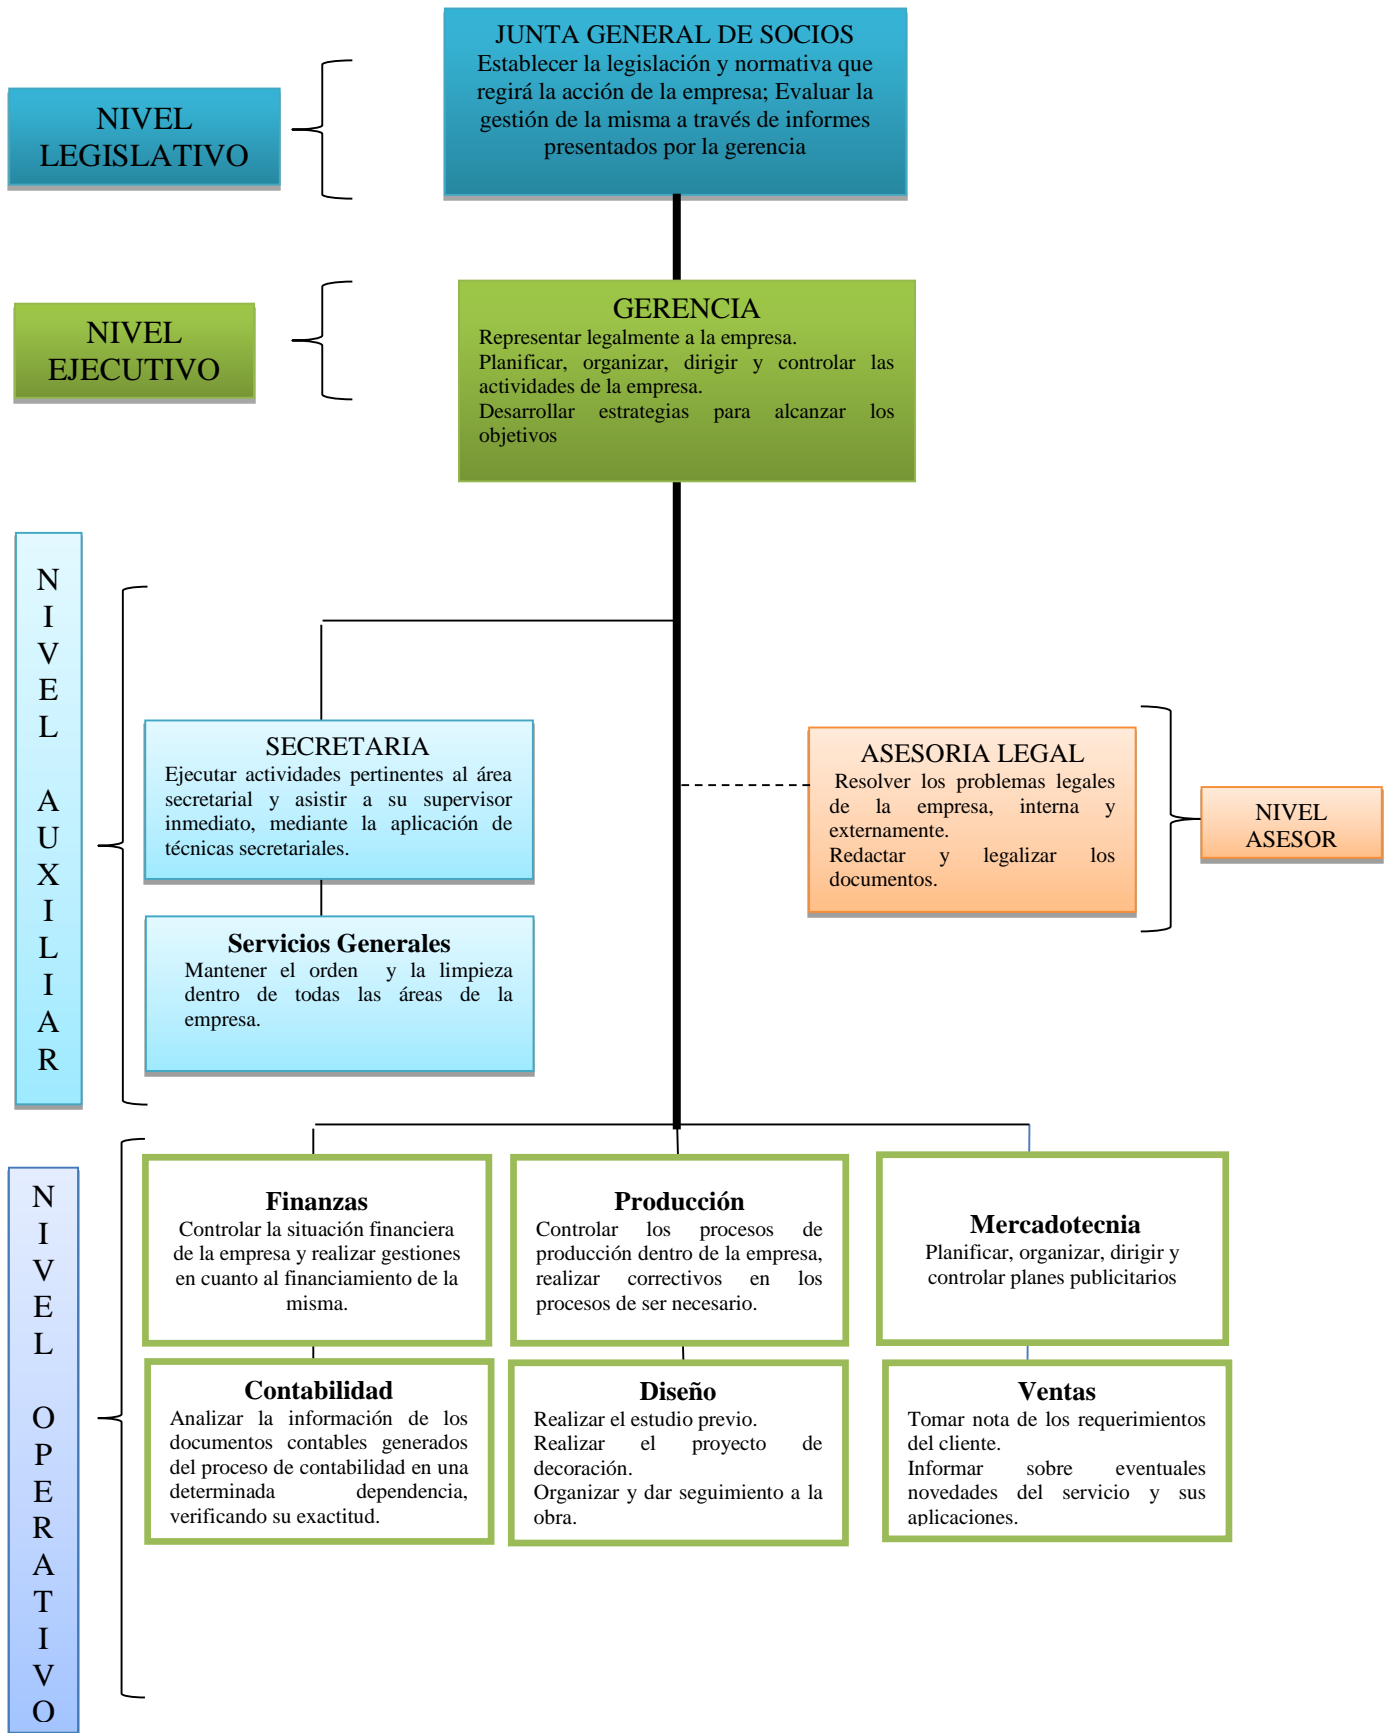 NIVEL
LEGISLATIVO
JUNTA GENERAL DE SOCIOS
Establecer la legislación y normativa que
regirá la acción de la empresa; Evaluar la
gestión de la misma a través de informes
presentados por la gerencia
NIVEL
EJECUTIVO
GERENCIA
Representar legalmente a la empresa.
Planificar, organizar, dirigir y controlar las
actividades de la empresa.
Desarrollar estrategias para alcanzar los
objetivos
NIVEL AUXILIAR
SECRETARIA
Ejecutar actividades pertinentes al área
secretarial y asistir a su supervisor
inmediato, mediante la aplicación de
técnicas secretariales.
Servicios Generales
Mantener el orden y la limpieza
dentro de todas las áreas de la
empresa.
ASESORIA LEGAL
Resolver los problemas legales
de la empresa, interna y
externamente.
Redactar y legalizar los
documentos.
NIVEL
ASESOR
NIVEL OPERATIVO
Finanzas
Controlar la situación financiera
de la empresa y realizar gestiones
en cuanto al financiamiento de la
misma.
Producción
Controlar los procesos de
producción dentro de la empresa,
realizar correctivos en los
procesos de ser necesario.
Mercadotecnia
Planificar, organizar, dirigir y
controlar planes publicitarios
Contabilidad
Analizar la información de los
documentos contables generados
del proceso de contabilidad en una
determinada dependencia,
verificando su exactitud.
Diseño
Realizar el estudio previo.
Realizar el proyecto de
decoración.
Organizar y dar seguimiento a la
obra.
Ventas
Tomar nota de los requerimientos
del cliente.
Informar sobre eventuales
novedades del servicio y sus
aplicaciones.